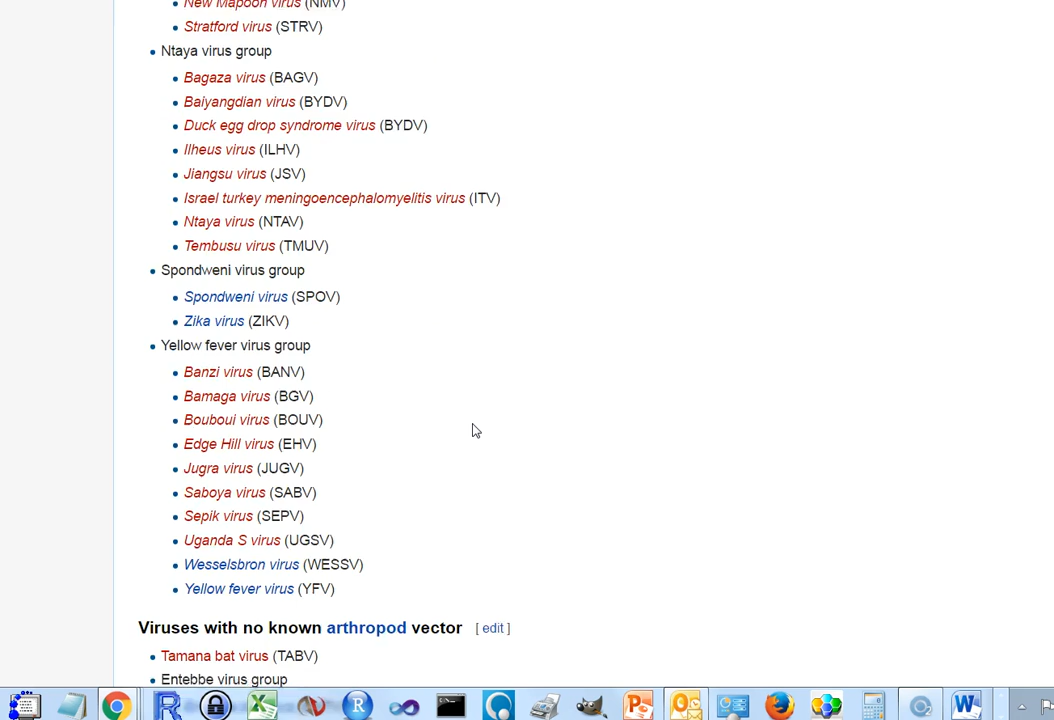 New Mapoon virus (NMV)
Stratford virus (STRV)
Ntaya virus group
Bagaza virus (BAGV)
Baiyangdian virus (BYDV)
Duck egg drop syndrome virus (BYDV)
Ilheus virus (ILHV)
Jiangsu virus (JSV)
Israel turkey meningoencephalomyelitis virus (ITV)
Ntaya virus (NTAV)
Tembusu virus (TMUV)
Spondweni virus group
Spondweni virus (SPOV)
Zika virus (ZIKV)
Yellow fever virus group
Banzi virus (BANV)
Bamaga virus (BGV)
Bouboui virus (BOUV)
Edge Hill virus (EHV)
Jugra virus (JUGV)
Saboya virus (SABV)
Sepik virus (SEPV)
Uganda S virus (UGSV)
Wesselsbron virus (WESSV)
Yellow fever virus (YFV)
Viruses with no known arthropod vector [ edit ]
Tamana bat virus (TABV)
Entebbe virus group